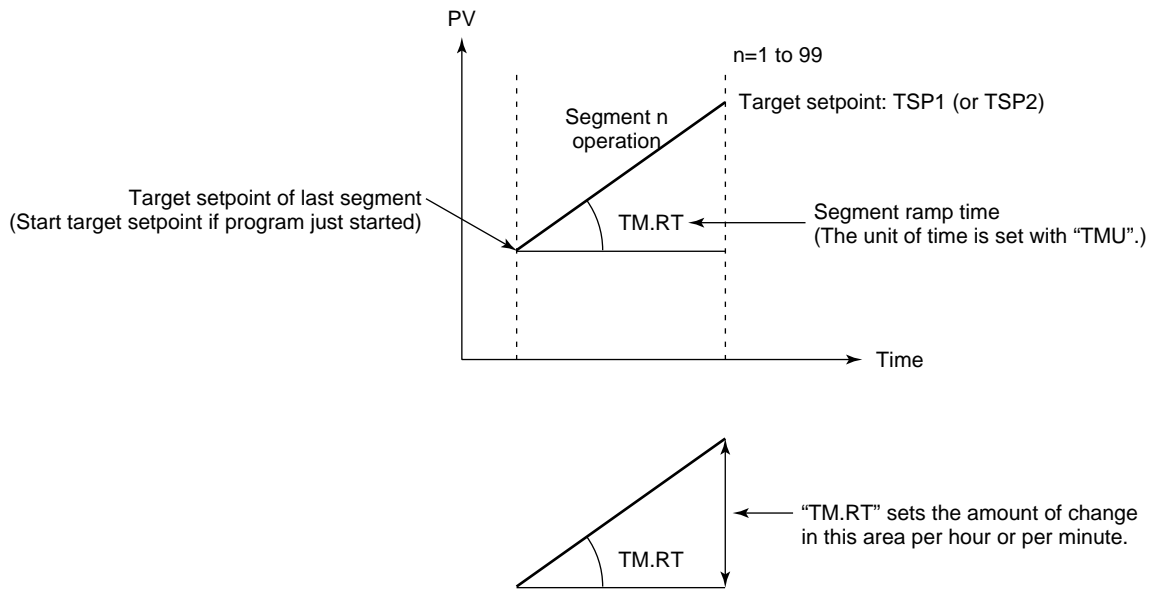 PV
n=1 to 99
Target setpoint: TSP1 (or TSP2)
Segment n
operation
Target setpoint of last segment
(Start target setpoint if program just started)
TM.RT
Segment ramp time
(The unit of time is set with “TMU”.)
Time
“TM.RT” sets the amount of change
in this area per hour or per minute.
TM.RT